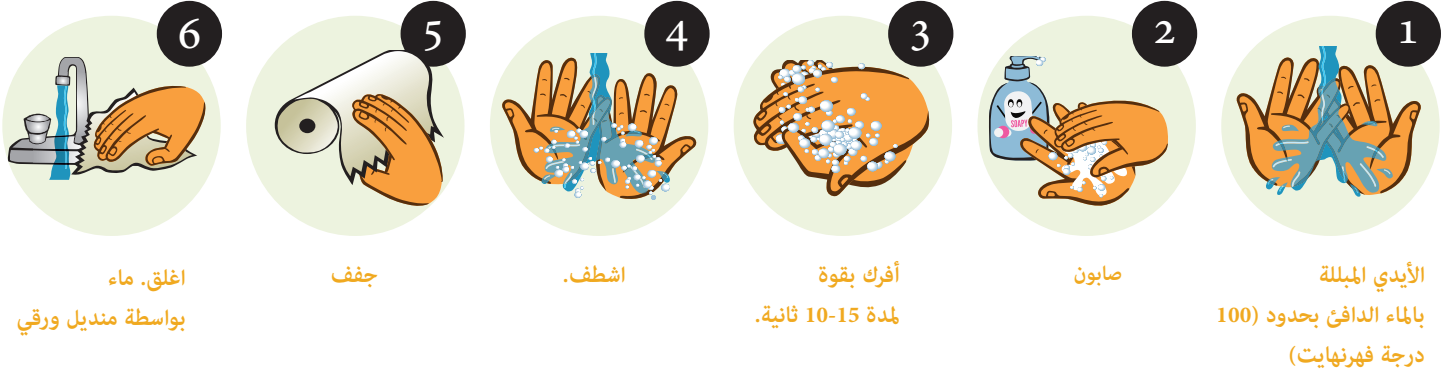 1
الأيدي المبللة
بالماء الدافئ بحدود (100
درجة فهرنهايت)
2
SOAPY
صابون
3
أفرك بقوة
لمدة 15-10 ثانية.
4
اشطف.
5
جفف
6
اغلق. ماء
بواسطة منديل ورقي